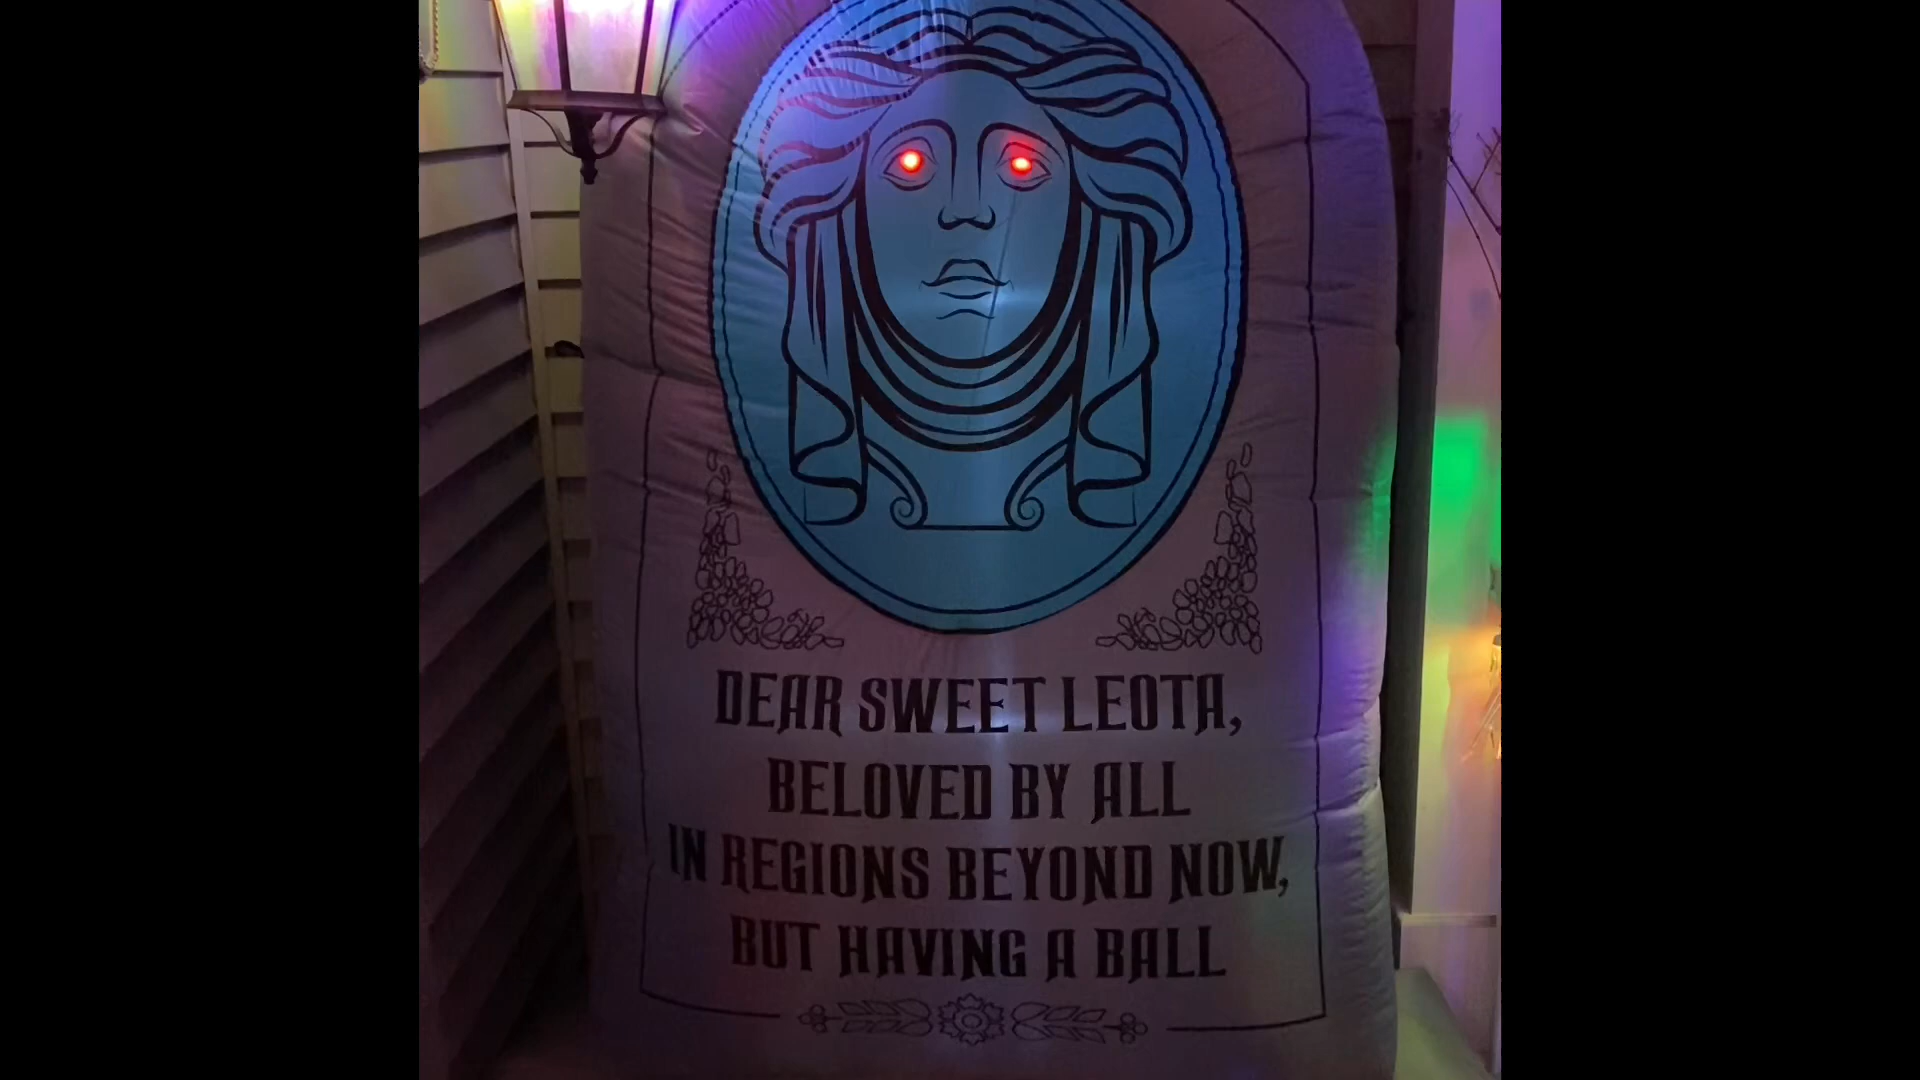 DEAR SWEET LEOTA,
BELOVED BY ALL
IN REGIONS BEYOND NOW,
BUT HAVING A BALL